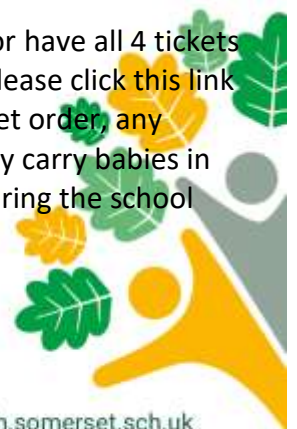 or have all 4 tickets
lease click this link
et order, any
y carry babies in
ring the school
n.somerset.sch.uk